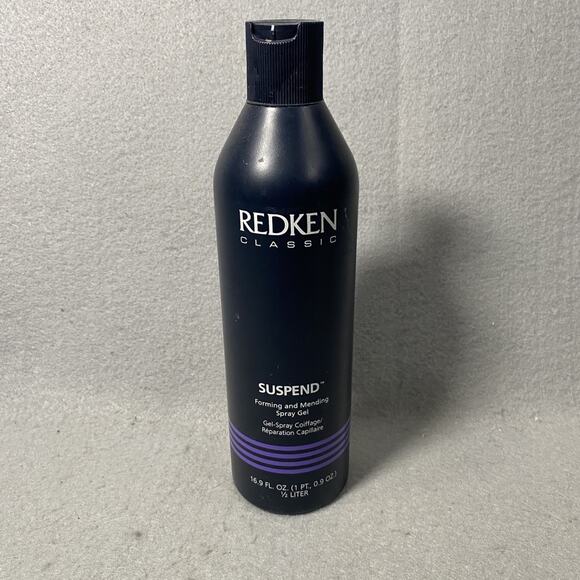 REDKEN
CLASSIC
SUSPEND™
Forming and Mending
Spray Gel
Gel-Spray Coiffage/
Réparation Capillaire
16.9 FL. OZ. (1 PT., 0.9 OZ.)
½ LITER